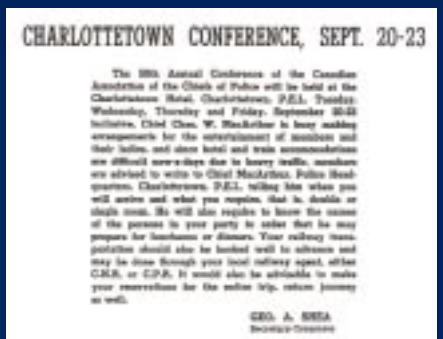 CHARLOTTETOWN CONFERENCE, SEPT. 20-23
The Annual Conference of the Canadian
Association of the Chiefs of Police will be held at the
Charlottetown Hotel, Charlottetown, P.E.I., Tuesday,
Wednesday, Thursday and Friday, September 20-23
inclusive. Chief Chas. W. MacArthur is busy making
arrangements for the entertainment of members and
their ladies, and since hotel and train accommodations
are difficult now-a-days due to heavy traffic, members
are advised to write to Chief MacArthur, Police Head-
quarters, Charlottetown, P.E.I., telling him when you
will arrive and what you require, that is, double or
single room. He will also require to know the names
of the persons in your party in order that he may
prepare for luncheons or dinners. Your railway trans-
portation should also be booked well in advance and
may be done through your local railway agent, either
C.N.R. or C.P.R. It would also be advisable to make
your reservations for the entire trip, return journey
as well.
GEO. A. SHEA
Secretary-Treasurer